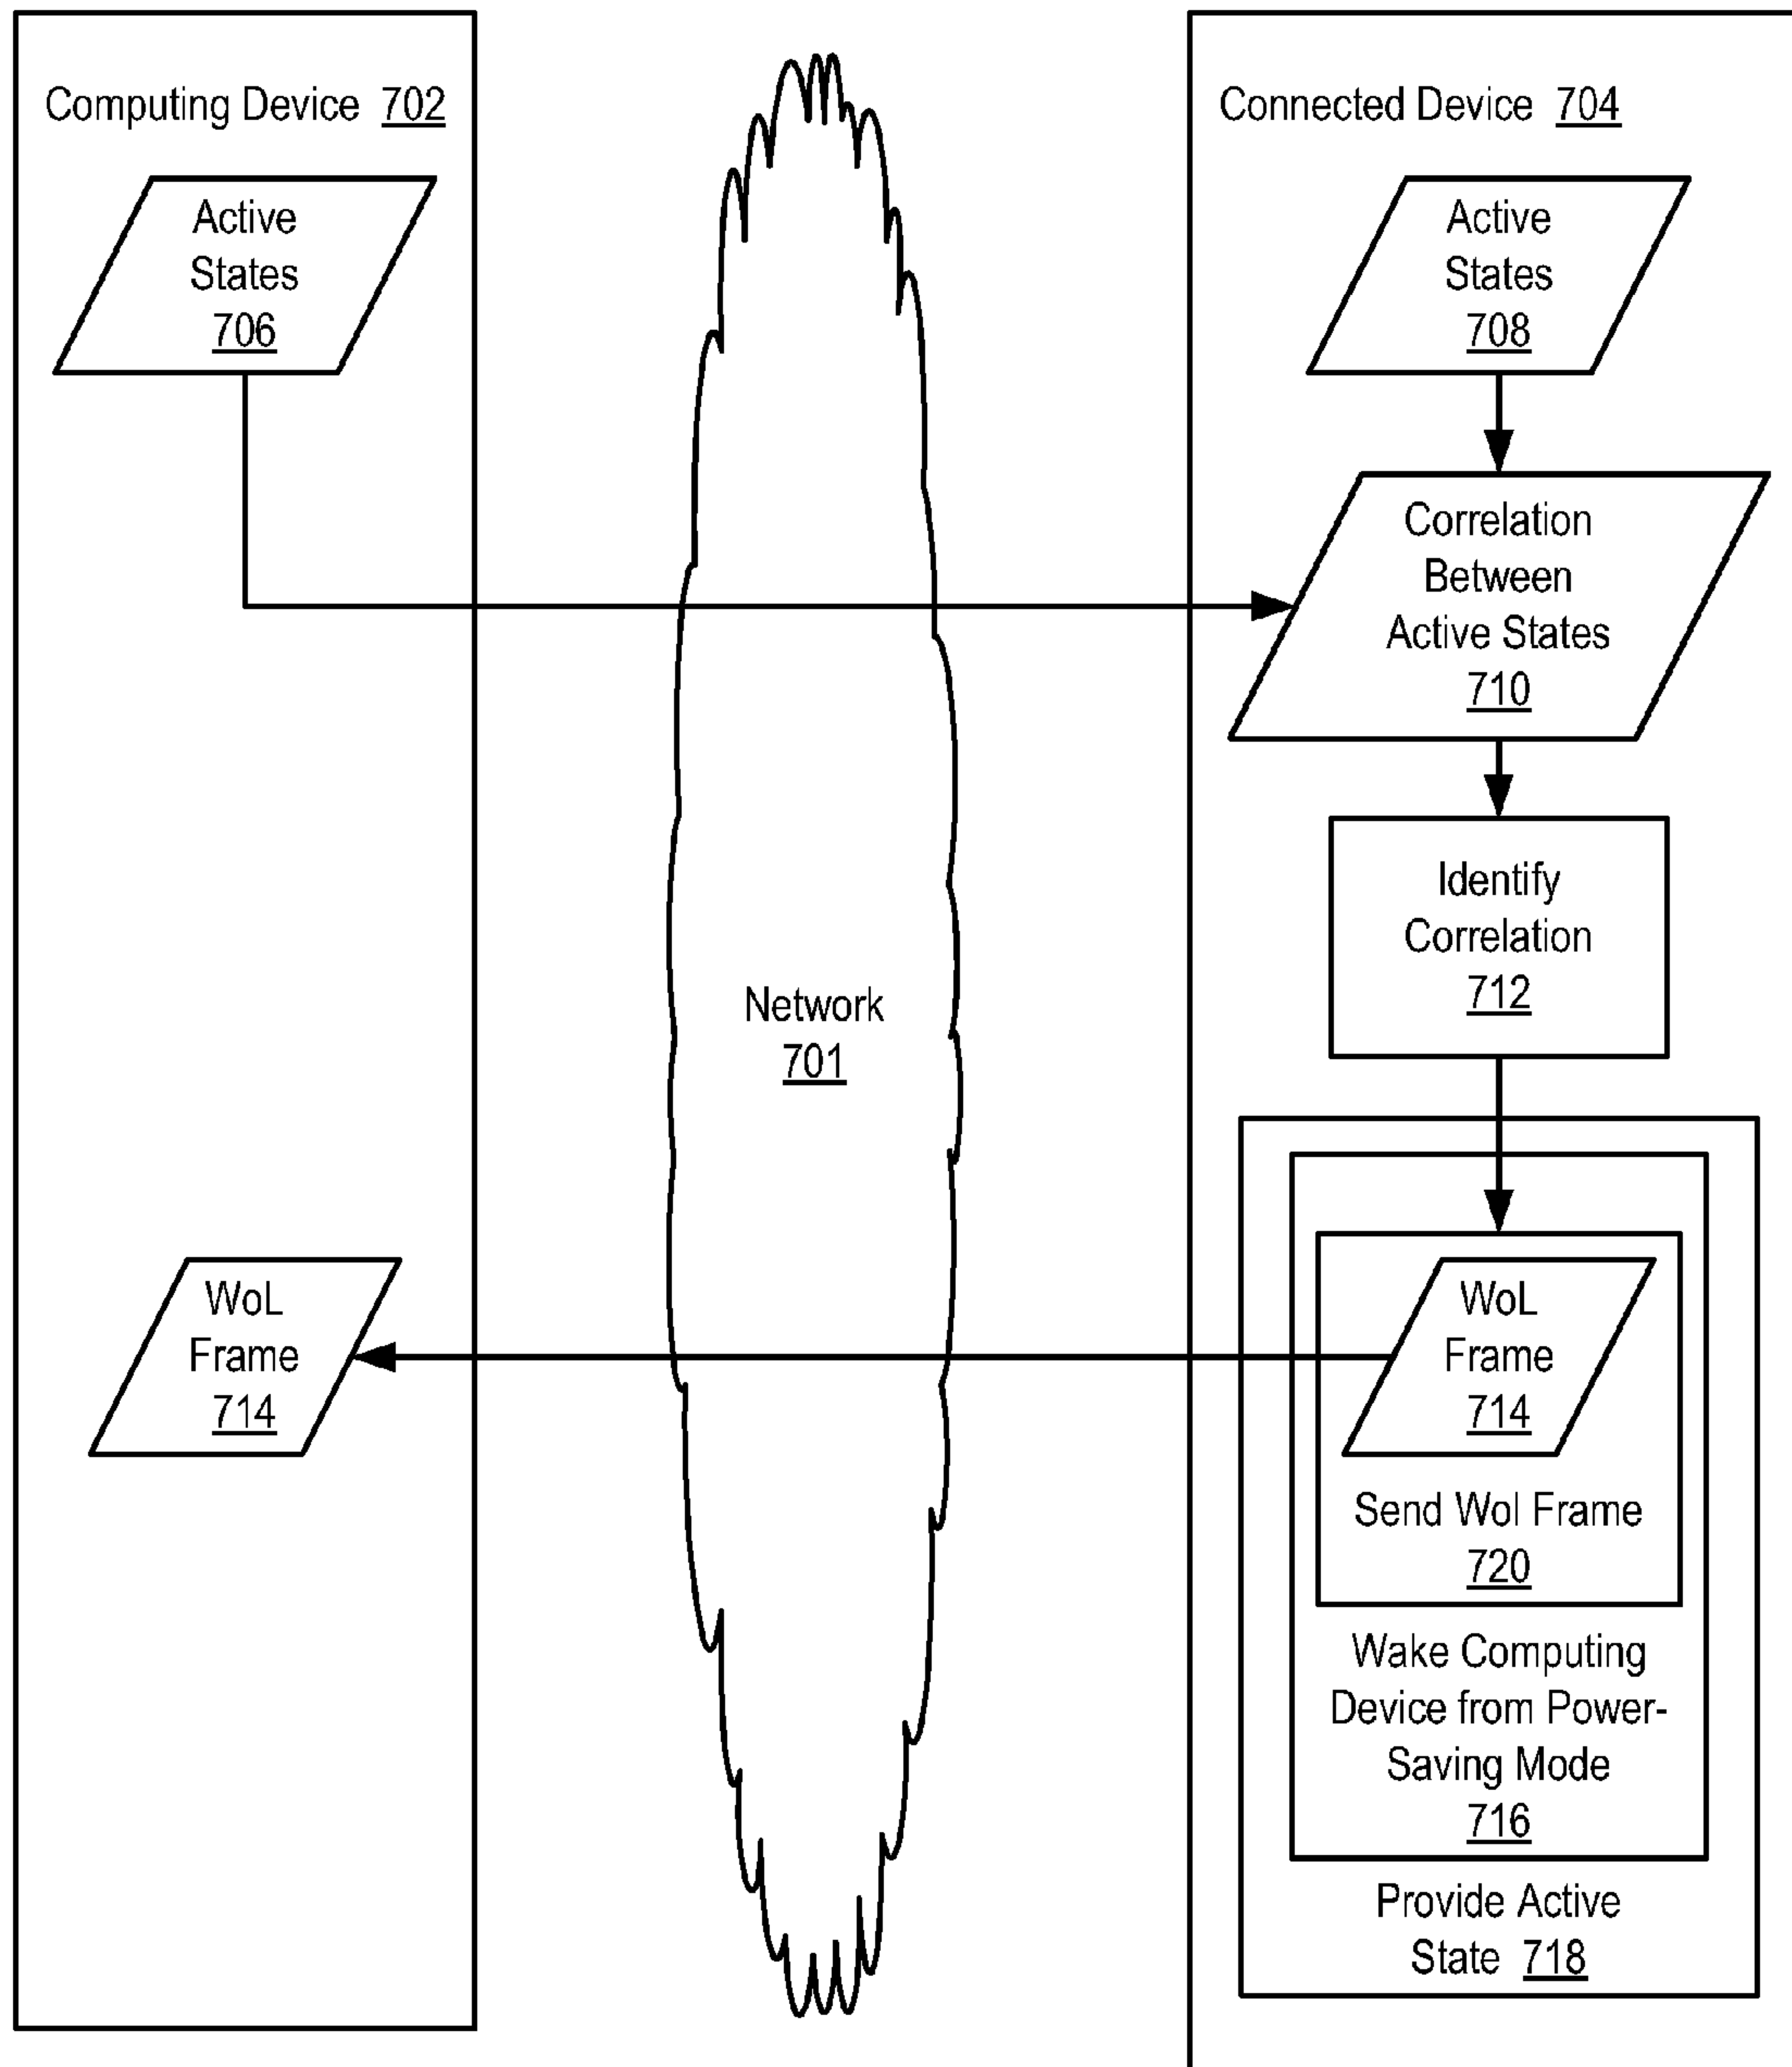 Computing Device 702
Active
States
706
WoL
Frame
714
Network
701
Connected Device 704
Active
States
708
Correlation
Between
Active States
710
Identify
Correlation
712
WoL
Frame
714
Send Wol Frame
720
Wake Computing
Device from Power-
Saving Mode
716
Provide Active
State 718